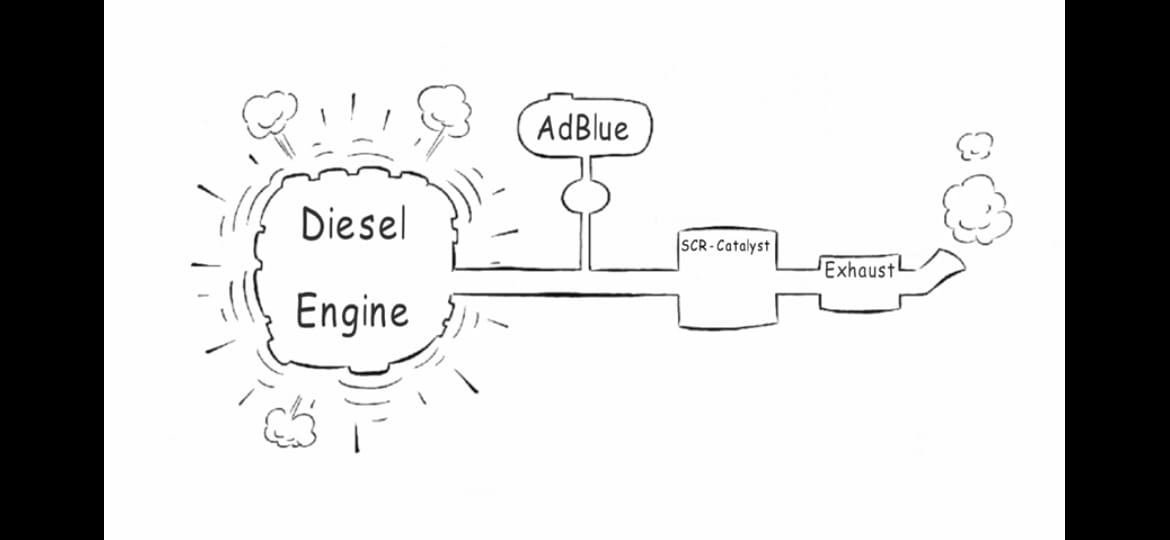 AdBlue
Diesel
Engine
SCR-Catalyst
Exhaust